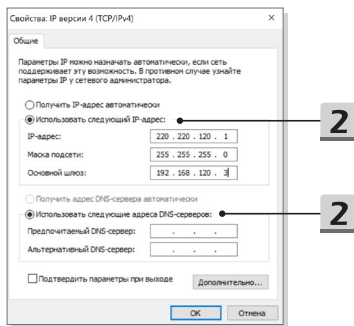 Свойства: IP версии 4 (TCP/IPv4)
Общие
Параметры IP можно назначать автоматически, если сеть
поддерживает эту возможность. В противном случае узнайте
параметры IP у сетевого администратора.
Получить IP-адрес автоматически
Использовать следующий IP-адрес:
2
IP-адрес: 220 . 220 . 120 . 1
Маска подсети: 255 . 255 . 255 . 0
Основной шлюз: 192 . 168 . 120 . 3
Получить адрес DNS-сервера автоматически
Использовать следующие адреса DNS-серверов:
2
Предпочитаемый DNS-сервер: . . .
Альтернативный DNS-сервер: . . .
Подтвердить параметры при выходе
Дополнительно...
ОК Отмена